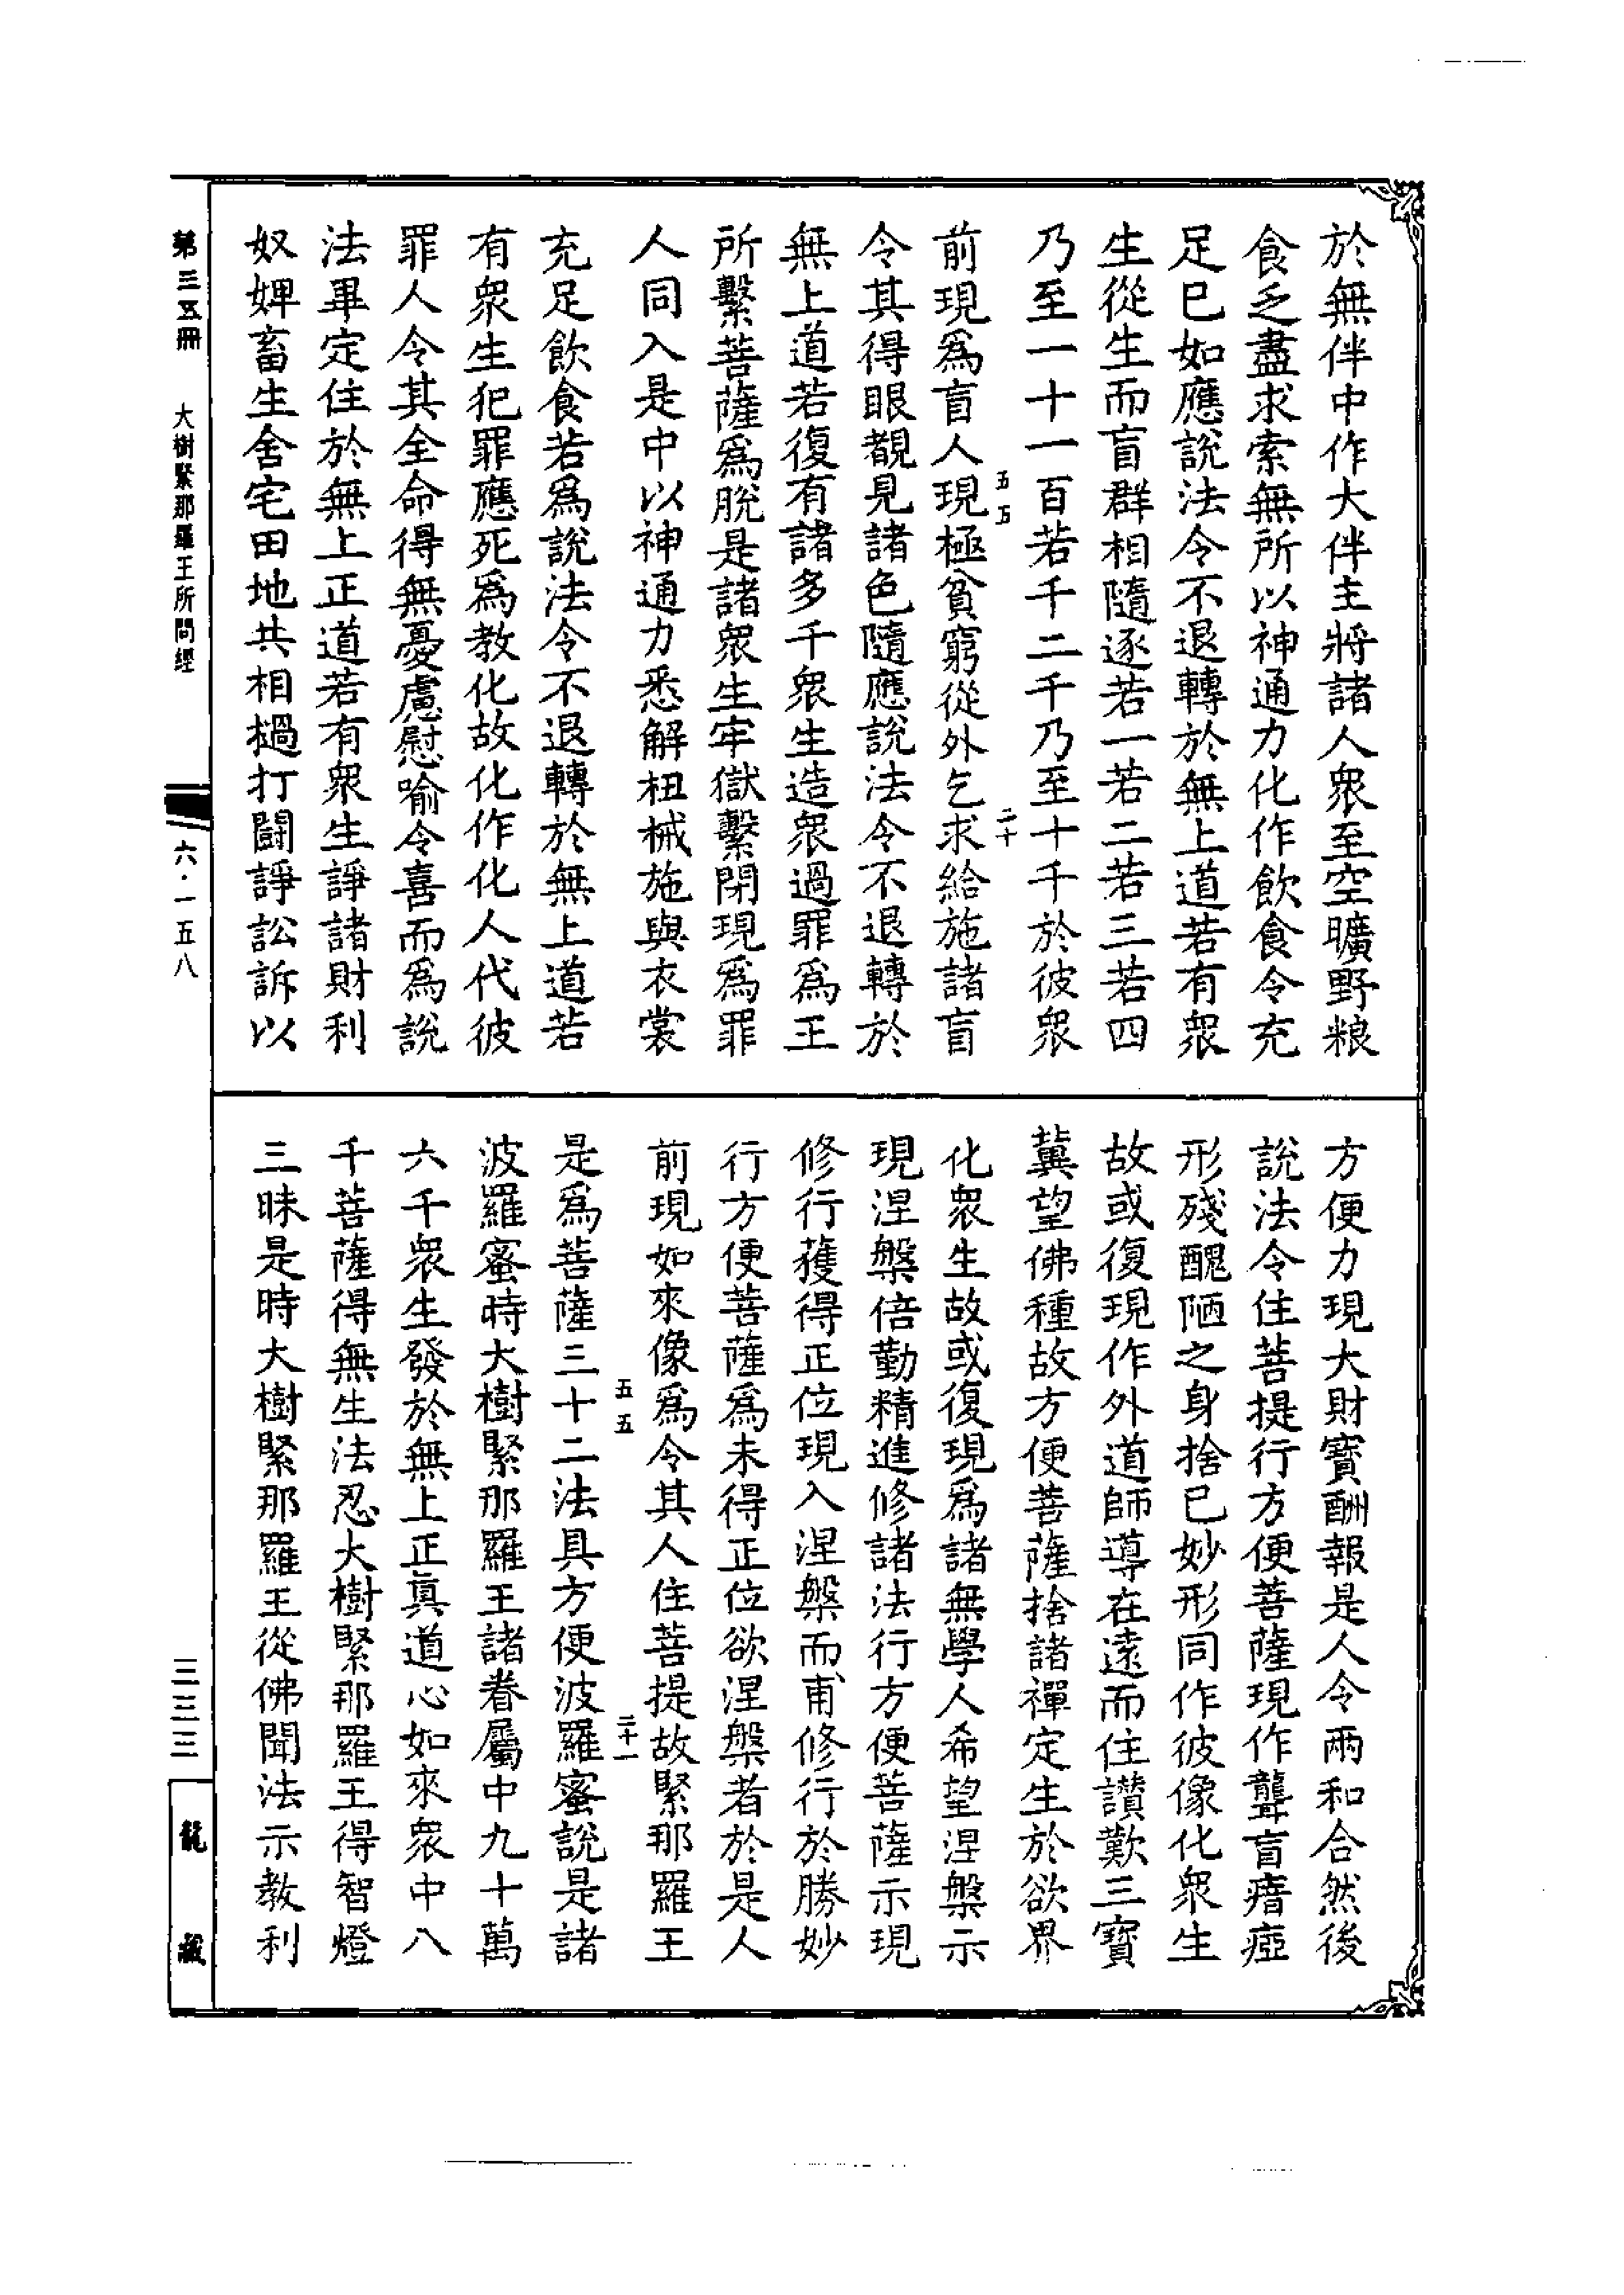 於無伴中作大伴主將諸人衆至空曠野粮
食乏盡求索無所以神通力化作飲食令充
足已如應說法令不退轉於無上道若有衆
生從生而盲群相隨逐若一若二若三若四
乃至一十一百若千二千乃至十千於彼衆
五五
二十
前現爲盲人現極貧窮從外乞求給施諸盲
令其得眼覩見諸色隨應說法令不退轉於
無上道若復有諸多千衆生造衆過罪爲王
所繫菩薩爲脫是諸衆生牢獄繫閉現爲罪
人同入是中以神通力悉解杻械施與衣裳
充足飲食若爲說法令不退轉於無上道若
有衆生犯罪應死爲教化故化作化人代彼
罪人令其全命得無憂慮慰喻令喜而爲說
法畢定住於無上正道若有衆生諍諸財利
奴婢畜生舍宅田地共相撾打鬪諍訟訴以
方便力現大財寶酬報是人令兩和合然後
說法令住菩提行方便菩薩現作聾盲瘖瘂
形殘醜陋之身捨已妙形同作彼像化衆生
故或復現作外道師導在遠而住讃歎三寶
冀望佛種故方便菩薩捨諸禪定生於欲界
化衆生故或復現爲諸無學人希望涅槃示
現涅槃倍勤精進修諸法行方便菩薩示現
修行獲得正位現入涅槃而甫修行於勝妙
行方便菩薩爲未得正位欲涅槃者於是人
前現如來像爲令其人住菩提故緊那羅王
五五
二十一
是爲菩薩三十二法具方便波羅蜜說是諸
波羅蜜時大樹緊那羅王諸眷屬中九十萬
六千衆生發於無上正眞道心如來衆中八
千菩薩得無生法忍大樹緊那羅王得智燈
三昧是時大樹緊那羅王從佛聞法示教利
第三五冊
大樹緊那羅王所問經
六·一五八
三三三
龍藏